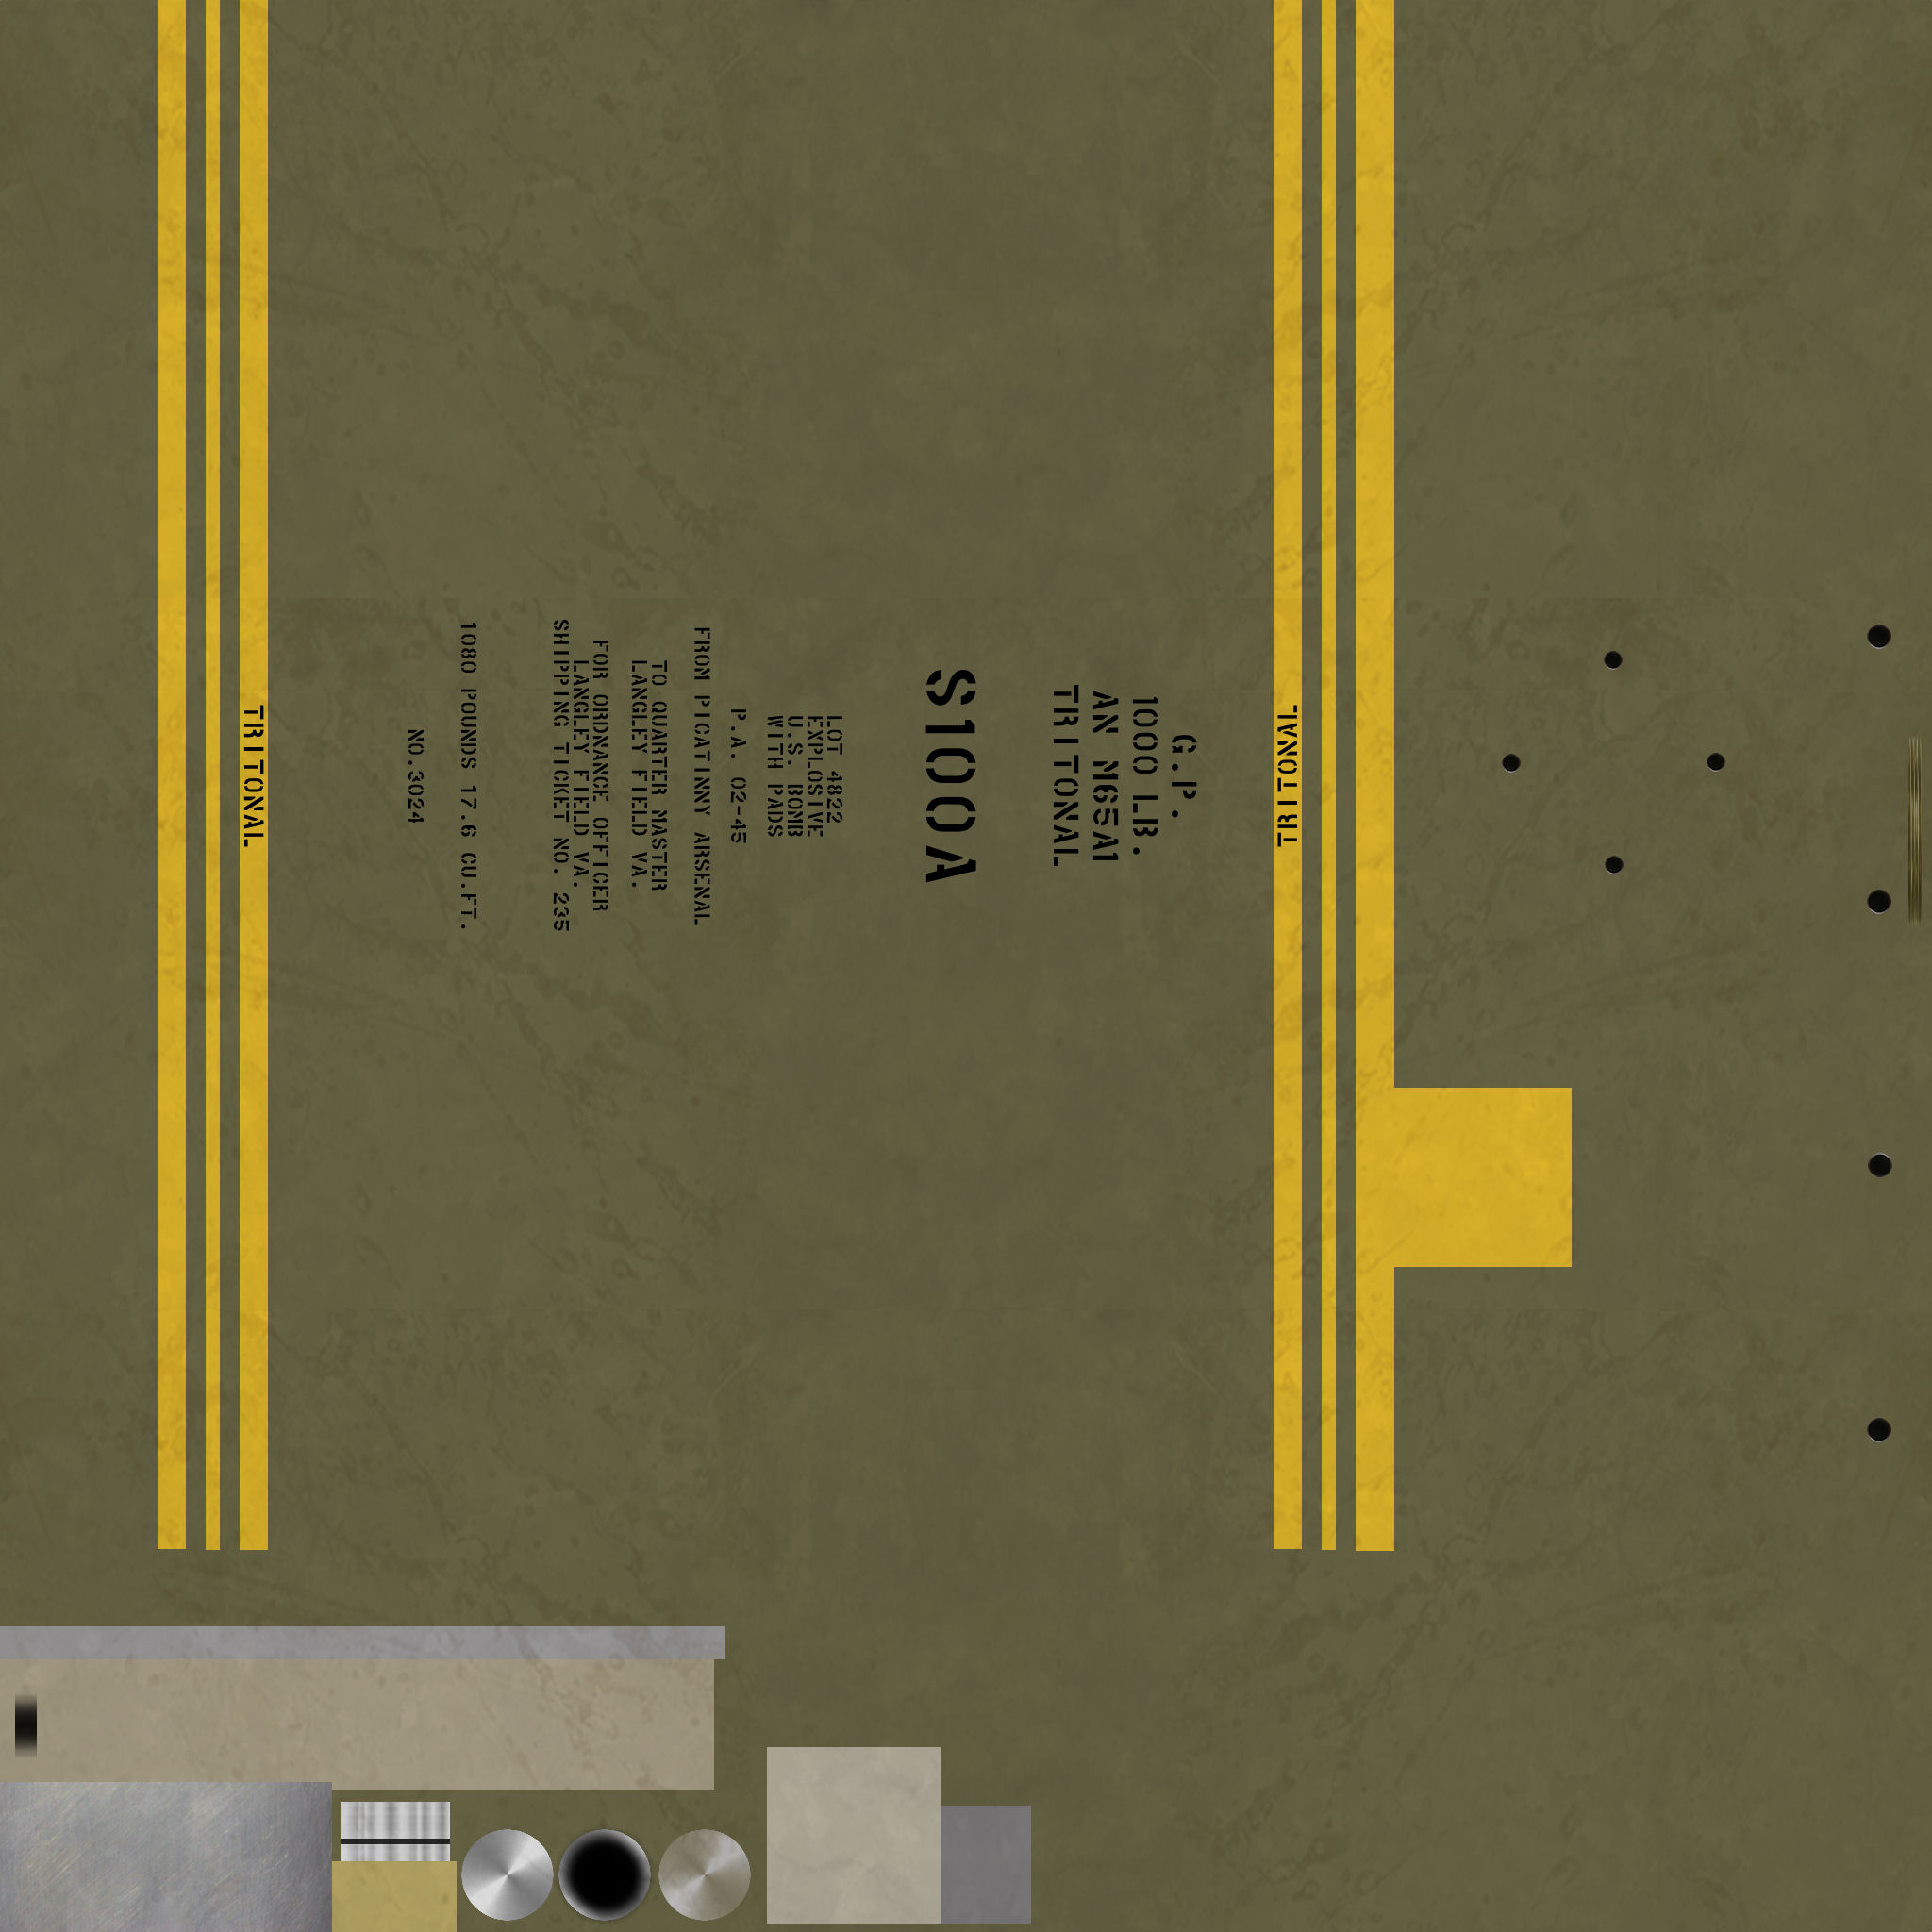 TRITONAL
G.P.
1000 LB.
AN M65A1
TRITONAL
S100A
LOT 4822
EXPLOSIVE
U.S. BOMB
WITH PADS
P.A. 02-45
FROM PICATINNY ARSENAL
TO QUARTER MASTER
LANGLEY FIELD VA.
FOR ORDNANCE OFFICER
LANGLEY FIELD VA.
SHIPPING TICKET NO. 235
1080 POUNDS 17.6 CU.FT.
NO.3024
TRITONAL